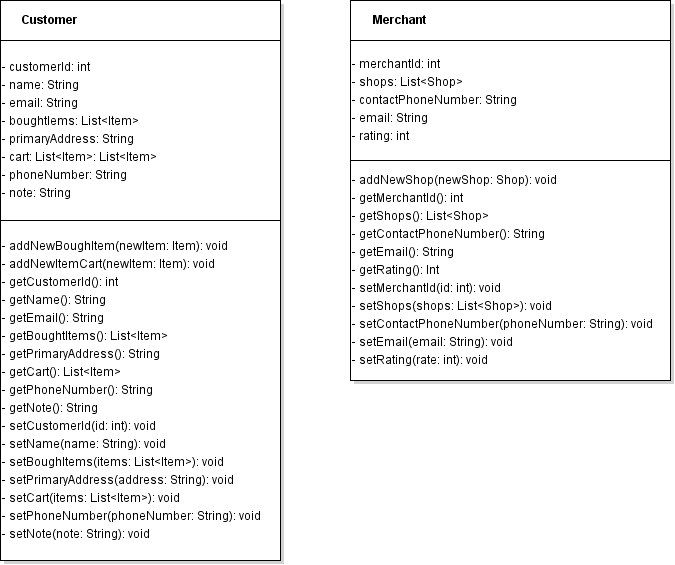 Customer
- customerId: int
- name: String
- email: String
- boughtIems: List<Item>
- primaryAddress: String
- cart: List<Item>: List<Item>
- phoneNumber: String
- note: String
- addNewBoughItem(newItem: Item): void
- addNewItemCart(newItem: Item): void
- getCustomerId(): int
- getName(): String
- getEmail(): String
- getBoughtItems(): List<Item>
- getPrimaryAddress(): String
- getCart(): List<Item>
- getPhoneNumber(): String
- getNote(): String
- setCustomerId(id: int): void
- setName(name: String): void
- setBoughItems(items: List<Item>): void
- setPrimaryAddress(address: String): void
- setCart(items: List<Item>): void
- setPhoneNumber(phoneNumber: String): void
- setNote(note: String): void
Merchant
- merchantId: int
- shops: List<Shop>
- contactPhoneNumber: String
- email: String
- rating: int
- addNewShop(newShop: Shop): void
- getMerchantId(): int
- getShops(): List<Shop>
- getContactPhoneNumber(): String
- getEmail(): String
- getRating(): Int
- setMerchantId(id: int): void
- setShops(shops: List<Shop>): void
- setContactPhoneNumber(phoneNumber: String): void
- setEmail(email: String): void
- setRating(rate: int): void